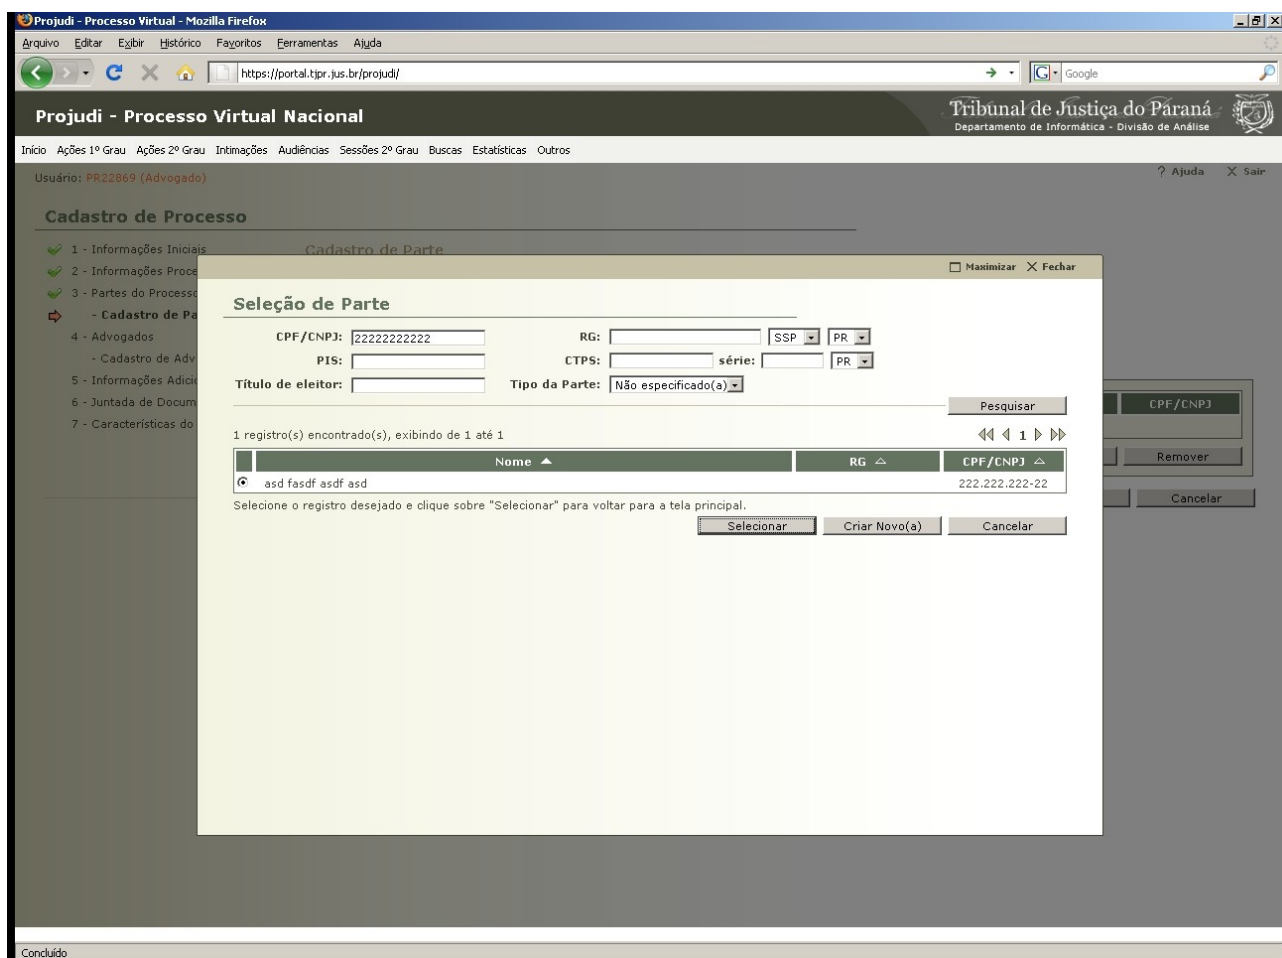 Projudi - Processo Virtual - Mozilla Firefox
Arquivo Editar Exibir Histórico Favoritos Ferramentas Ajuda
https://portal.tjpr.jus.br/projudi/ Google
Projudi - Processo Virtual Nacional
Tribunal de Justiça do Paraná
Departamento de Informática - Divisão de Análise
Início Ações 1º Grau Ações 2º Grau Intimações Audiências Sessões 2º Grau Buscas Estatísticas Outros
Usuário: PR22869 (Advogado) ? Ajuda X Sair
Cadastro de Processo
1 - Informações Iniciais Cadastro de Parte
2 - Informações Proce
3 - Partes do Processo
- Cadastro de Pa
4 - Advogados
- Cadastro de Adv
5 - Informações Adici
6 - Juntada de Docum
7 - Características do
Maximizar X Fechar
Seleção de Parte
CPF/CNPJ: 22222222222 RG: SSP PR
PIS: CTPS: série: PR
Título de eleitor: Tipo da Parte: Não especificado(a)
Pesquisar
1 registro(s) encontrado(s), exibindo de 1 até 1 1
Nome RG CPF/CNPJ
asd fasdf asdf asd 222.222.222-22
Selecione o registro desejado e clique sobre "Selecionar" para voltar para a tela principal.
Selecionar Criar Novo(a) Cancelar
CPF/CNPJ
Remover
Cancelar
Concluído